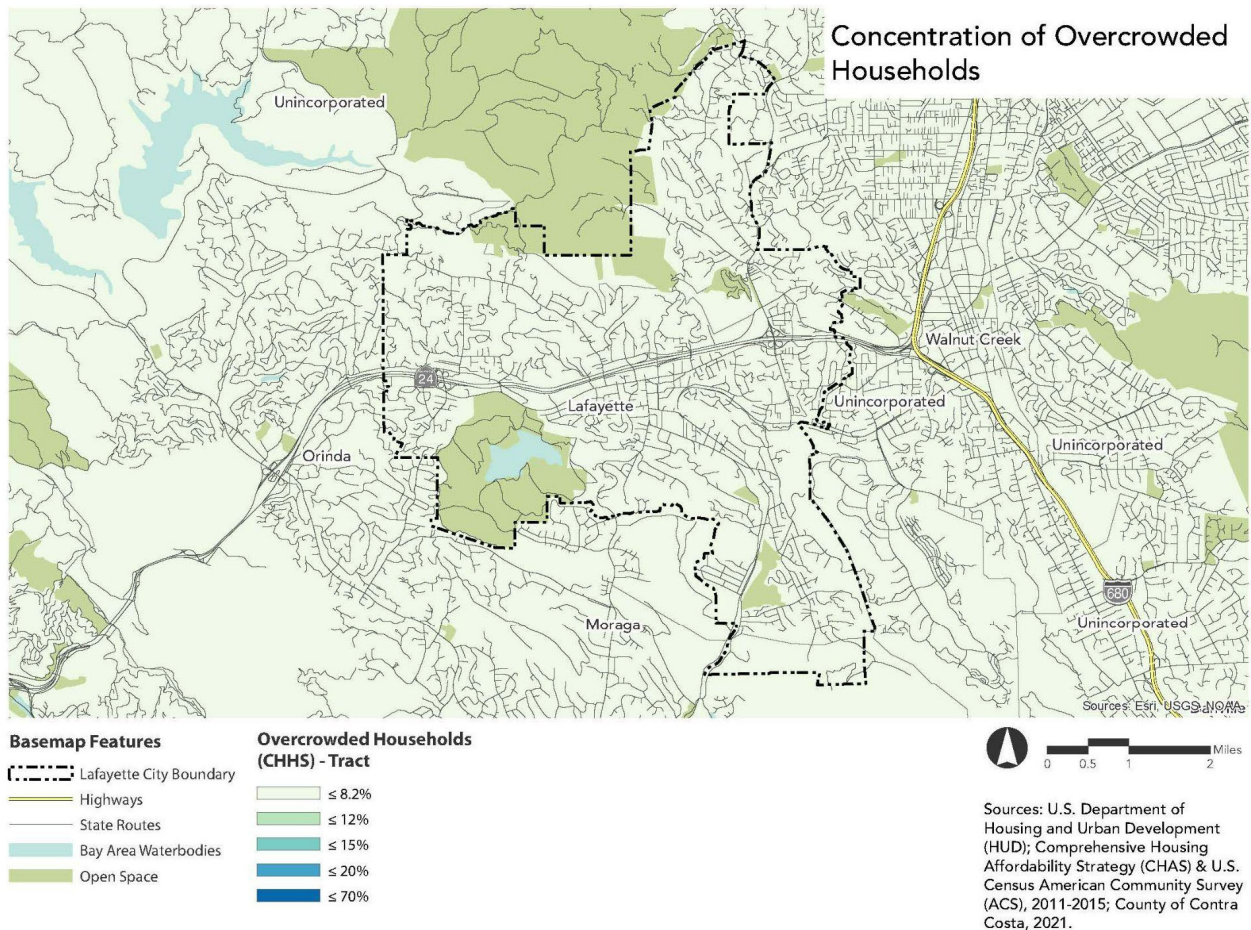 Concentration of Overcrowded
Households
Unincorporated
Walnut Creek
24
Lafayette
Unincorporated
Unincorporated
Orinda
680
Moraga
Unincorporated
Sources: Esri, USGS, NOAA
Basemap Features
Lafayette City Boundary
Highways
State Routes
Bay Area Waterbodies
Open Space
Overcrowded Households
(CHHS) - Tract
≤ 8.2%
≤ 12%
≤ 15%
≤ 20%
≤ 70%
0 0.5 1 2 Miles
Sources: U.S. Department of
Housing and Urban Development
(HUD); Comprehensive Housing
Affordability Strategy (CHAS) & U.S.
Census American Community Survey
(ACS), 2011-2015; County of Contra
Costa, 2021.